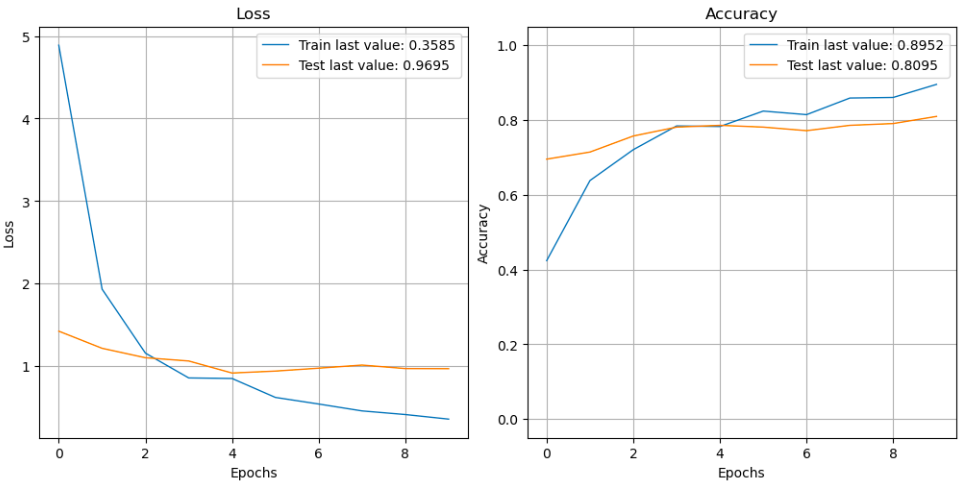 Loss
Train last value: 0.3585
Test last value: 0.9695
5
4
3
2
1
Loss
0 2 4 6 8
Epochs
Accuracy
Train last value: 0.8952
Test last value: 0.8095
1.0
0.8
0.6
0.4
0.2
0.0
Accuracy
0 2 4 6 8
Epochs